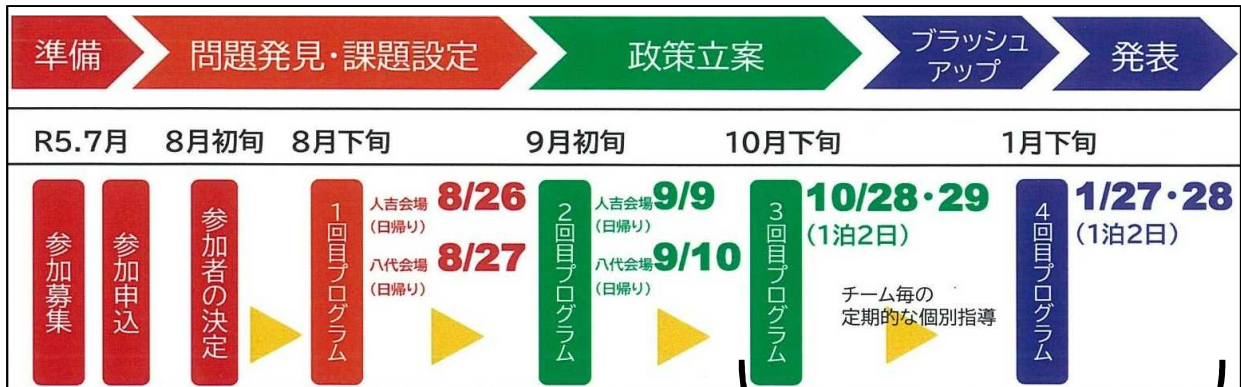 準備
問題発見・課題設定
政策立案
ブラッシュ
アップ
発表
R5.7月
8月初旬
8月下旬
9月初旬
10月下旬
1月下旬
参加募集
参加申込
参加者の決定
1回目プログラム
人吉会場
(日帰り)
8/26
八代会場
(日帰り)
8/27
2回目プログラム
人吉会場
(日帰り)
9/9
八代会場
(日帰り)
9/10
3回目プログラム
10/28・29
(1泊2日)
チーム毎の
定期的な個別指導
4回目プログラム
1/27・28
(1泊2日)